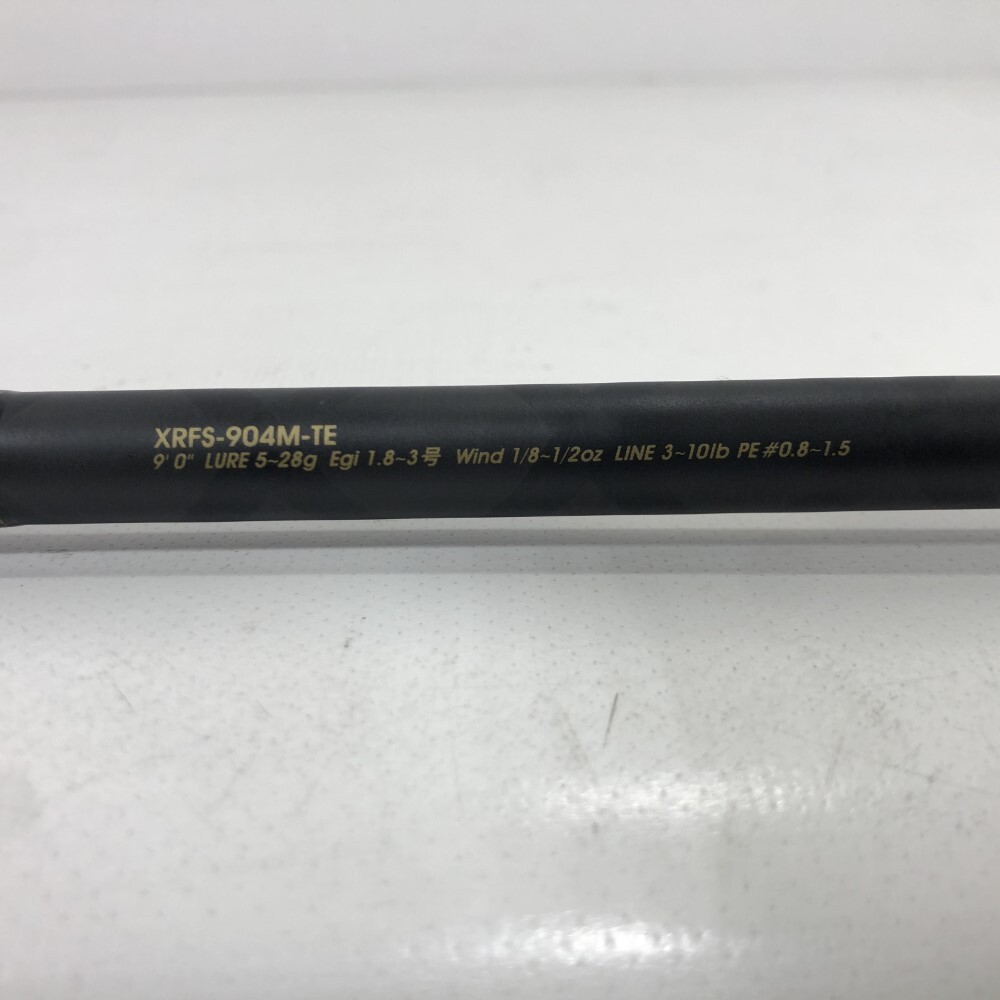 XRFS-904M-TE
9' 0" LURE 5~28g Egi 1.8~3号 Wind 1/8~1/2oz LINE 3~10lb PE #0.8~1.5